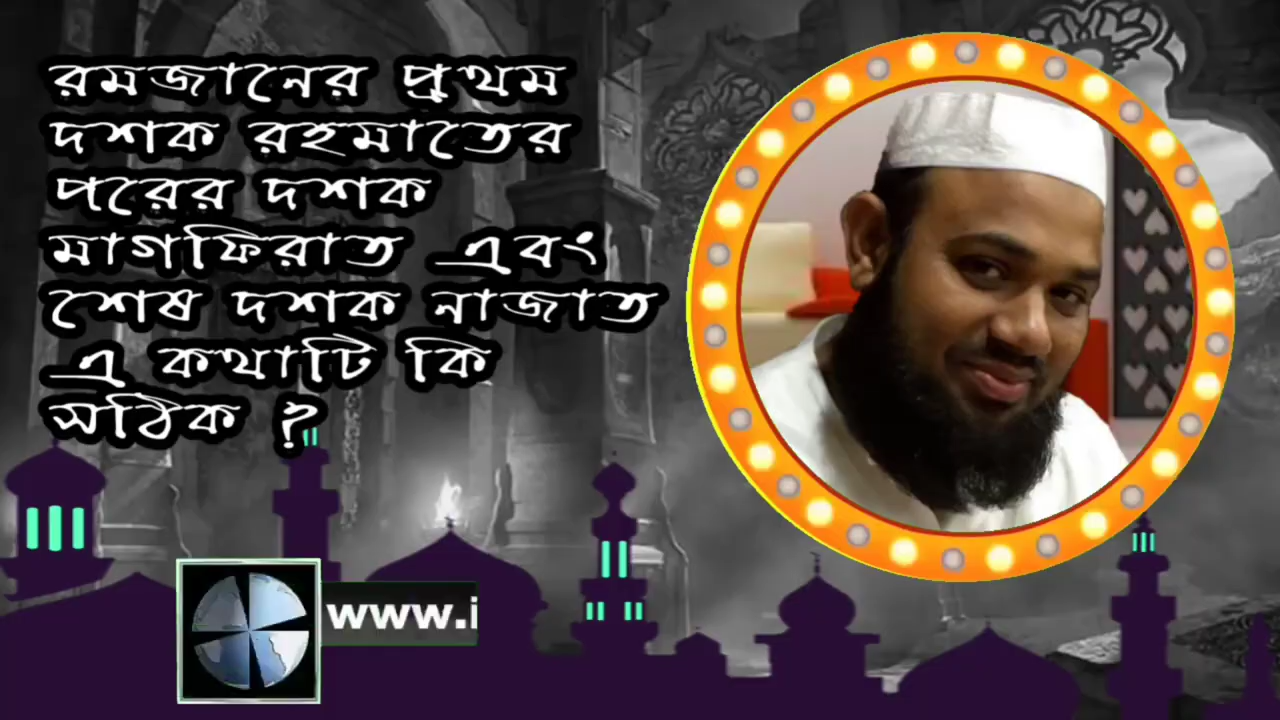 রমজানের প্রথম
দশক রহমাতের
পরের দশক
মাগফিরাত এবং
শেষ দশক নাজাত
এ কথাটি কি
সঠিক ?
www.i